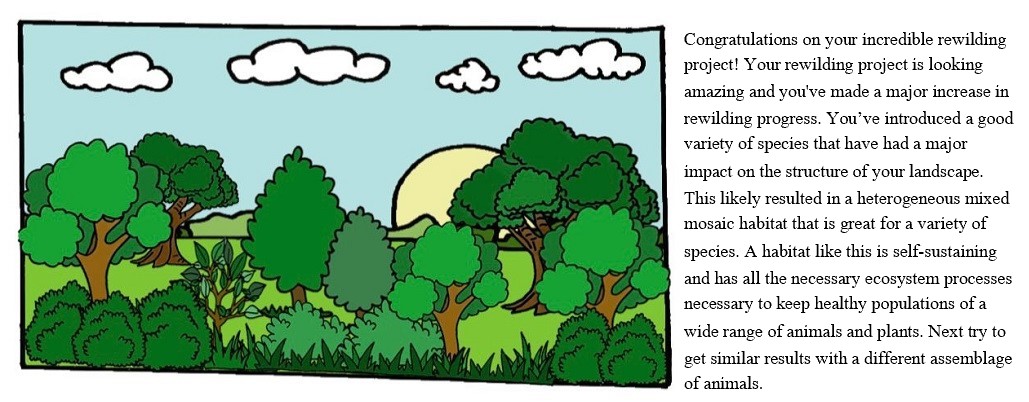 Congratulations on your incredible rewilding
project! Your rewilding project is looking
amazing and you've made a major increase in
rewilding progress. You’ve introduced a good
variety of species that have had a major
impact on the structure of your landscape.
This likely resulted in a heterogeneous mixed
mosaic habitat that is great for a variety of
species. A habitat like this is self-sustaining
and has all the necessary ecosystem processes
necessary to keep healthy populations of a
wide range of animals and plants. Next try to
get similar results with a different assemblage
of animals.